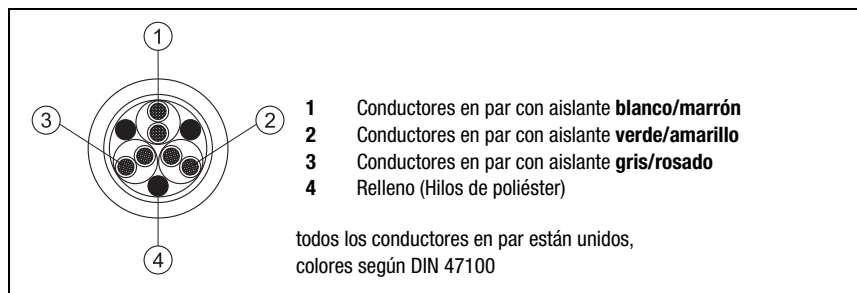 1
3
2
4
1 Conductores en par con aislante blanco/marrón
2 Conductores en par con aislante verde/amarillo
3 Conductores en par con aislante gris/rosado
4 Relleno (Hilos de poliéster)
todos los conductores en par están unidos,
colores según DIN 47100